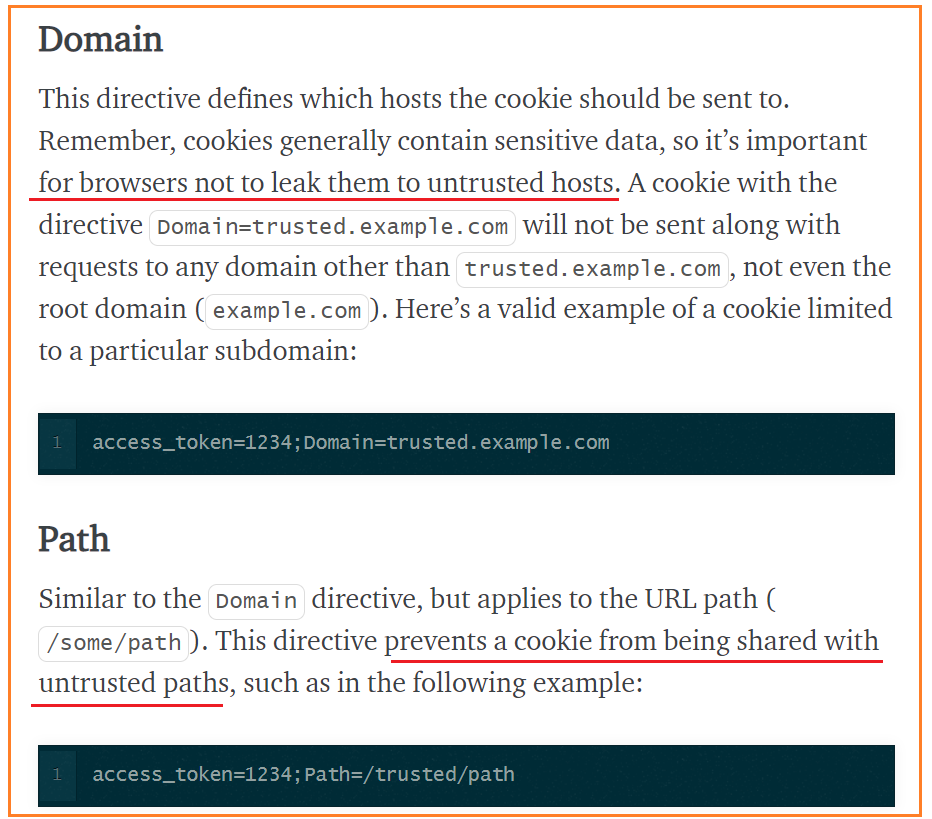 Domain
This directive defines which hosts the cookie should be sent to.
Remember, cookies generally contain sensitive data, so it’s important
for browsers not to leak them to untrusted hosts. A cookie with the
directive Domain=trusted.example.com will not be sent along with
requests to any domain other than trusted.example.com, not even the
root domain (example.com). Here’s a valid example of a cookie limited
to a particular subdomain:
1 access_token=1234;Domain=trusted.example.com
Path
Similar to the Domain directive, but applies to the URL path (
/some/path). This directive prevents a cookie from being shared with
untrusted paths, such as in the following example:
1 access_token=1234;Path=/trusted/path